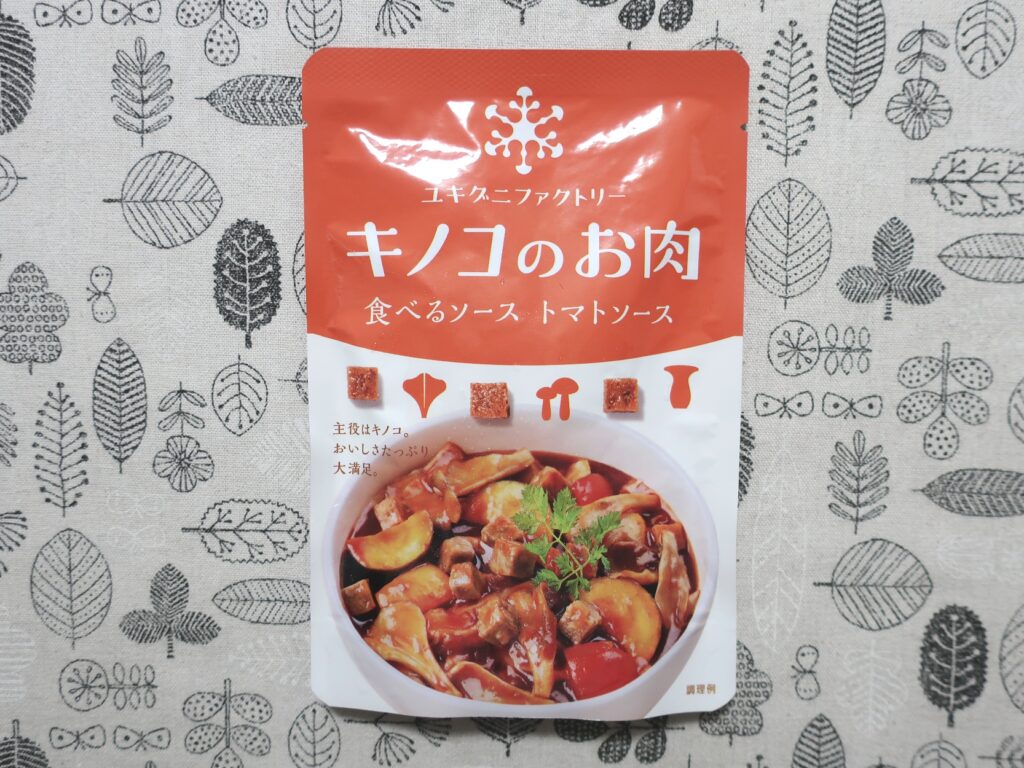 ユキグニファクトリー
キノコのお肉
食べるソース トマトソース
主役はキノコ。
おいしさたっぷり
大満足。
調理例